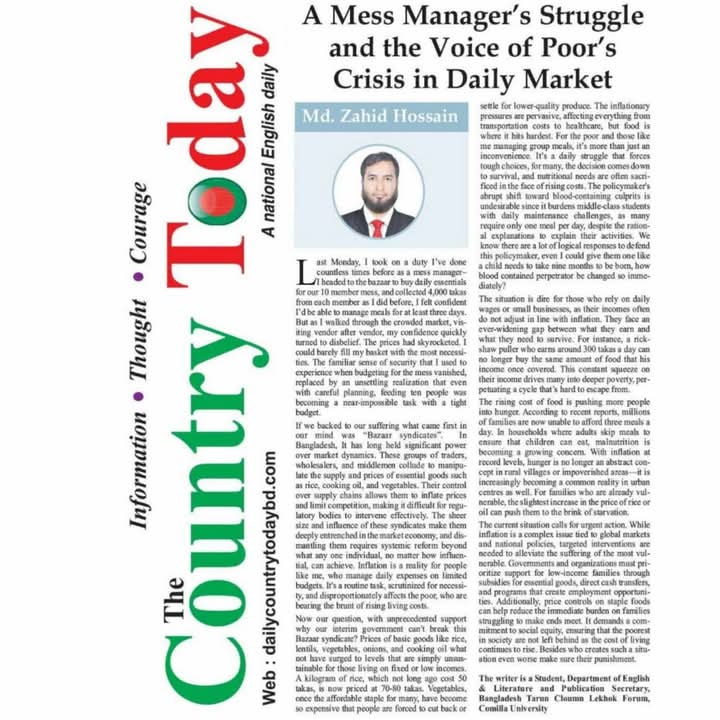 The
Country Today
A national English daily
Information • Thought • Courage
Web : dailycountrytodaybd.com
A Mess Manager's Struggle
and the Voice of Poor's
Crisis in Daily Market
Md. Zahid Hossain
Last Monday, I took on a duty I've done
countless times before as a mess manager–
I headed to the bazaar to buy daily essentials
for our 10 member mess, and collected 4,000 takas
from each member as I did before, I felt confident
I'd be able to manage meals for at least three days.
But as I walked through the crowded market, vis-
iting vendor after vendor, my confidence quickly
turned to disbelief. The prices had skyrocketed. I
could barely fill my basket with the most necessi-
ties. The familiar sense of security that I used to
experience when budgeting for the mess vanished,
replaced by an unsettling realization that even
with careful planning, feeding ten people was
becoming a near-impossible task with a tight
budget.
If we backed to our suffering what came first in
our mind was "Bazaar syndicates". In
Bangladesh, It has long held significant power
over market dynamics. These groups of traders,
wholesalers, and middlemen collude to manipu-
late the supply and prices of essential goods such
as rice, cooking oil, and vegetables. Their control
over supply chains allows them to inflate prices
and limit competition, making it difficult for regu-
latory bodies to intervene effectively. The sheer
size and influence of these syndicates make them
deeply entrenched in the market economy, and dis-
mantling them requires systemic reform beyond
what any one individual, no matter how influen-
tial, can achieve. Inflation is a reality for people
like me, who manage daily expenses on limited
budgets. It's a routine task, scrutinized for necessi-
ty, and disproportionately affects the poor, who are
bearing the brunt of rising living costs.
Now our question, with unprecedented support
why our interim government can't break this
Bazaar syndicate? Prices of basic goods like rice,
lentils, vegetables, onions, and cooking oil what
not have surged to levels that are simply unsus-
tainable for those living on fixed or low incomes.
A kilogram of rice, which not long ago cost 50
takas, is now priced at 70-80 takas. Vegetables,
once the affordable staple for many, have become
so expensive that people are forced to cut back or
settle for lower-quality produce. The inflationary
pressures are pervasive, affecting everything from
transportation costs to healthcare, but food is
where it hits hardest. For the poor and those like
me managing group meals, it's more than just an
inconvenience. It's a daily struggle that forces
tough choices, for many, the decision comes down
to survival, and nutritional needs are often sacri-
ficed in the face of rising costs. The policymaker's
abrupt shift toward blood-containing culprits is
undesirable since it burdens middle-class students
with daily maintenance challenges, as many
require only one meal per day, despite the ration-
al explanations to explain their activities. We
know there are a lot of logical responses to defend
this policymaker, even I could give them one like
a child needs to take nine months to be born, how
blood contained perpetrator be changed so imme-
diately?
The situation is dire for those who rely on daily
wages or small businesses, as their incomes often
do not adjust in line with inflation. They face an
ever-widening gap between what they earn and
what they need to survive. For instance, a rick-
shaw puller who earns around 300 takas a day can
no longer buy the same amount of food that his
income once covered. This constant squeeze on
their income drives many into deeper poverty, per-
petuating a cycle that's hard to escape from.
The rising cost of food is pushing more people
into hunger. According to recent reports, millions
of families are now unable to afford three meals a
day. In households where adults skip meals to
ensure that children can eat, malnutrition is
becoming a growing concern. With inflation at
record levels, hunger is no longer an abstract con-
cept in rural villages or impoverished areas—it is
increasingly becoming a common reality in urban
centres as well. For families who are already vul-
nerable, the slightest increase in the price of rice or
oil can push them to the brink of starvation.
The current situation calls for urgent action. While
inflation is a complex issue tied to global markets
and national policies, targeted interventions are
needed to alleviate the suffering of the most vul-
nerable. Governments and organizations must pri-
oritize support for low-income families through
subsidies for essential goods, direct cash transfers,
and programs that create employment opportuni-
ties. Additionally, price controls on staple foods
can help reduce the immediate burden on families
struggling to make ends meet. It demands a com-
mitment to social equity, ensuring that the poorest
in society are not left behind as the cost of living
continues to rise. Besides who creates such a situ-
ation even worse make sure their punishment.
The writer is a Student, Department of English
& Literature and Publication Secretary,
Bangladesh Tarun Cloumn Lekhok Forum,
Comilla University